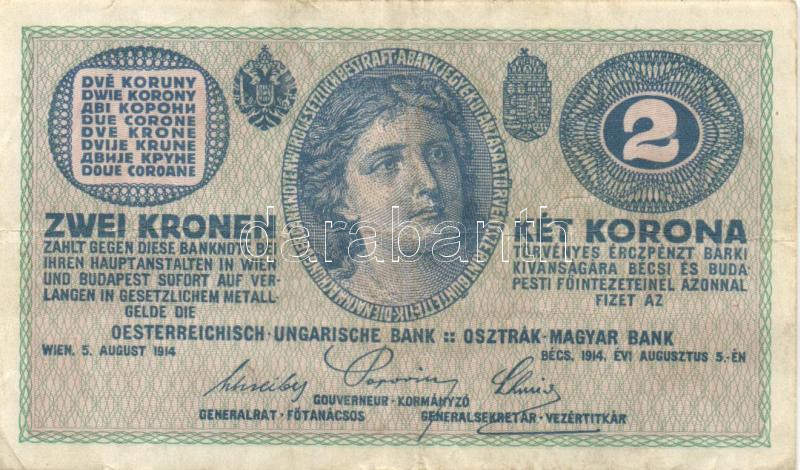 DVĚ KORUNY
DWIE KORONY
ДВІ КОРОНИ
DUE CORONE
DVE KRONE
DVIJE KRUNE
ДВИЈЕ КРУНЕ
DOUE COROANE
2
ZWEI KRONEN
ZAHLT GEGEN DIESE BANKNOTE BEI
IHREN HAUPTANSTALTEN IN WIEN
UND BUDAPEST SOFORT AUF VER-
LANGEN IN GESETZLICHEM METALL-
GELDE DIE
KÉT KORONA
TÖRVÉNYES ÉRCZPÉNZT BÁRKI
KIVÁNSÁGÁRA BÉCSI ÉS BUDA
PESTI FŐINTÉZETEINÉL AZONNAL
FIZET AZ
darabanth
OESTERREICHISCH-UNGARISCHE BANK :: OSZTRÁK-MAGYAR BANK
WIEN, 5. AUGUST 1914
BÉCS, 1914. ÉVI AUGUSZTUS 5.-ÉN
GOUVERNEUR-KORMÁNYZÓ
GENERALRAT-FŐTANÁCSOS
GENERALSEKRETÄR-VEZÉRTITKÁR